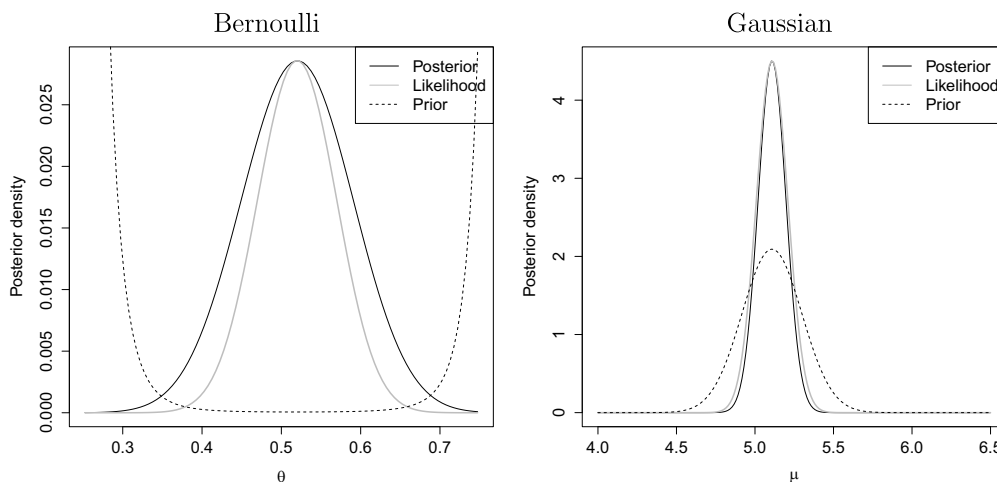 Bernoulli
Posterior
Likelihood
Prior
Posterior density
0.000
0.005
0.010
0.015
0.020
0.025
0.3
0.4
0.5
0.6
0.7
θ
Gaussian
Posterior
Likelihood
Prior
Posterior density
0
1
2
3
4
4.0
4.5
5.0
5.5
6.0
6.5
μ